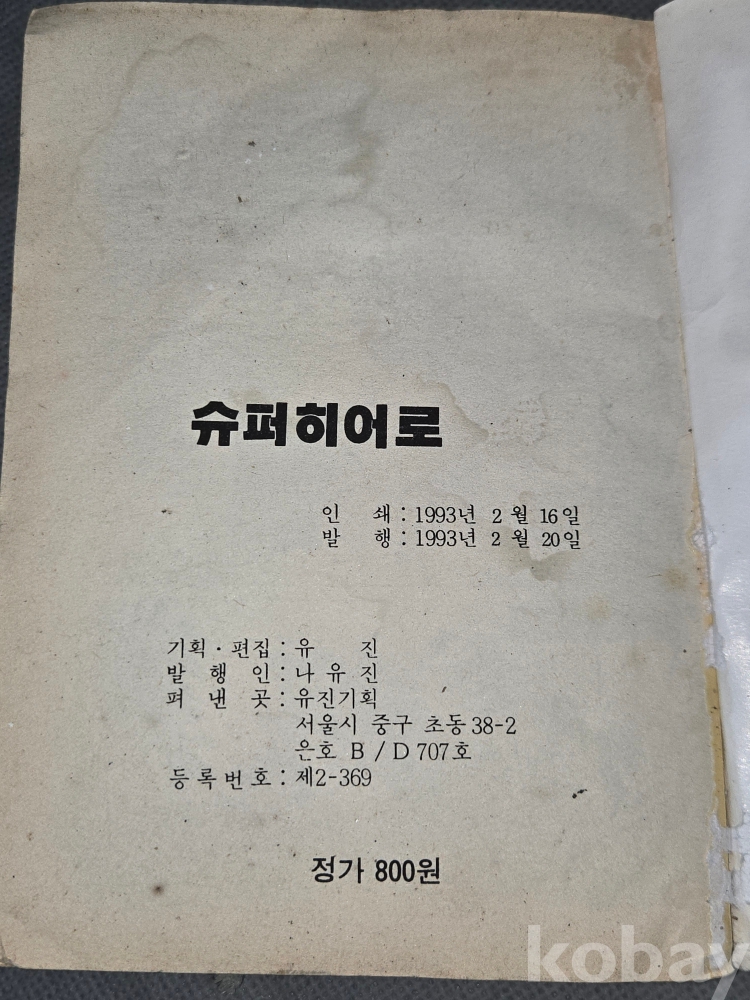 슈퍼히어로
인 쇄 : 1993년 2 월 16일
발 행 : 1993년 2 월 20일
기획 · 편집 : 유 진
발 행 인 : 나 유 진
펴 낸 곳 : 유진기획
서울시 중구 초동 38-2
은호 B / D 707호
등 록 번 호 : 제2-369
정가 800원
kobay